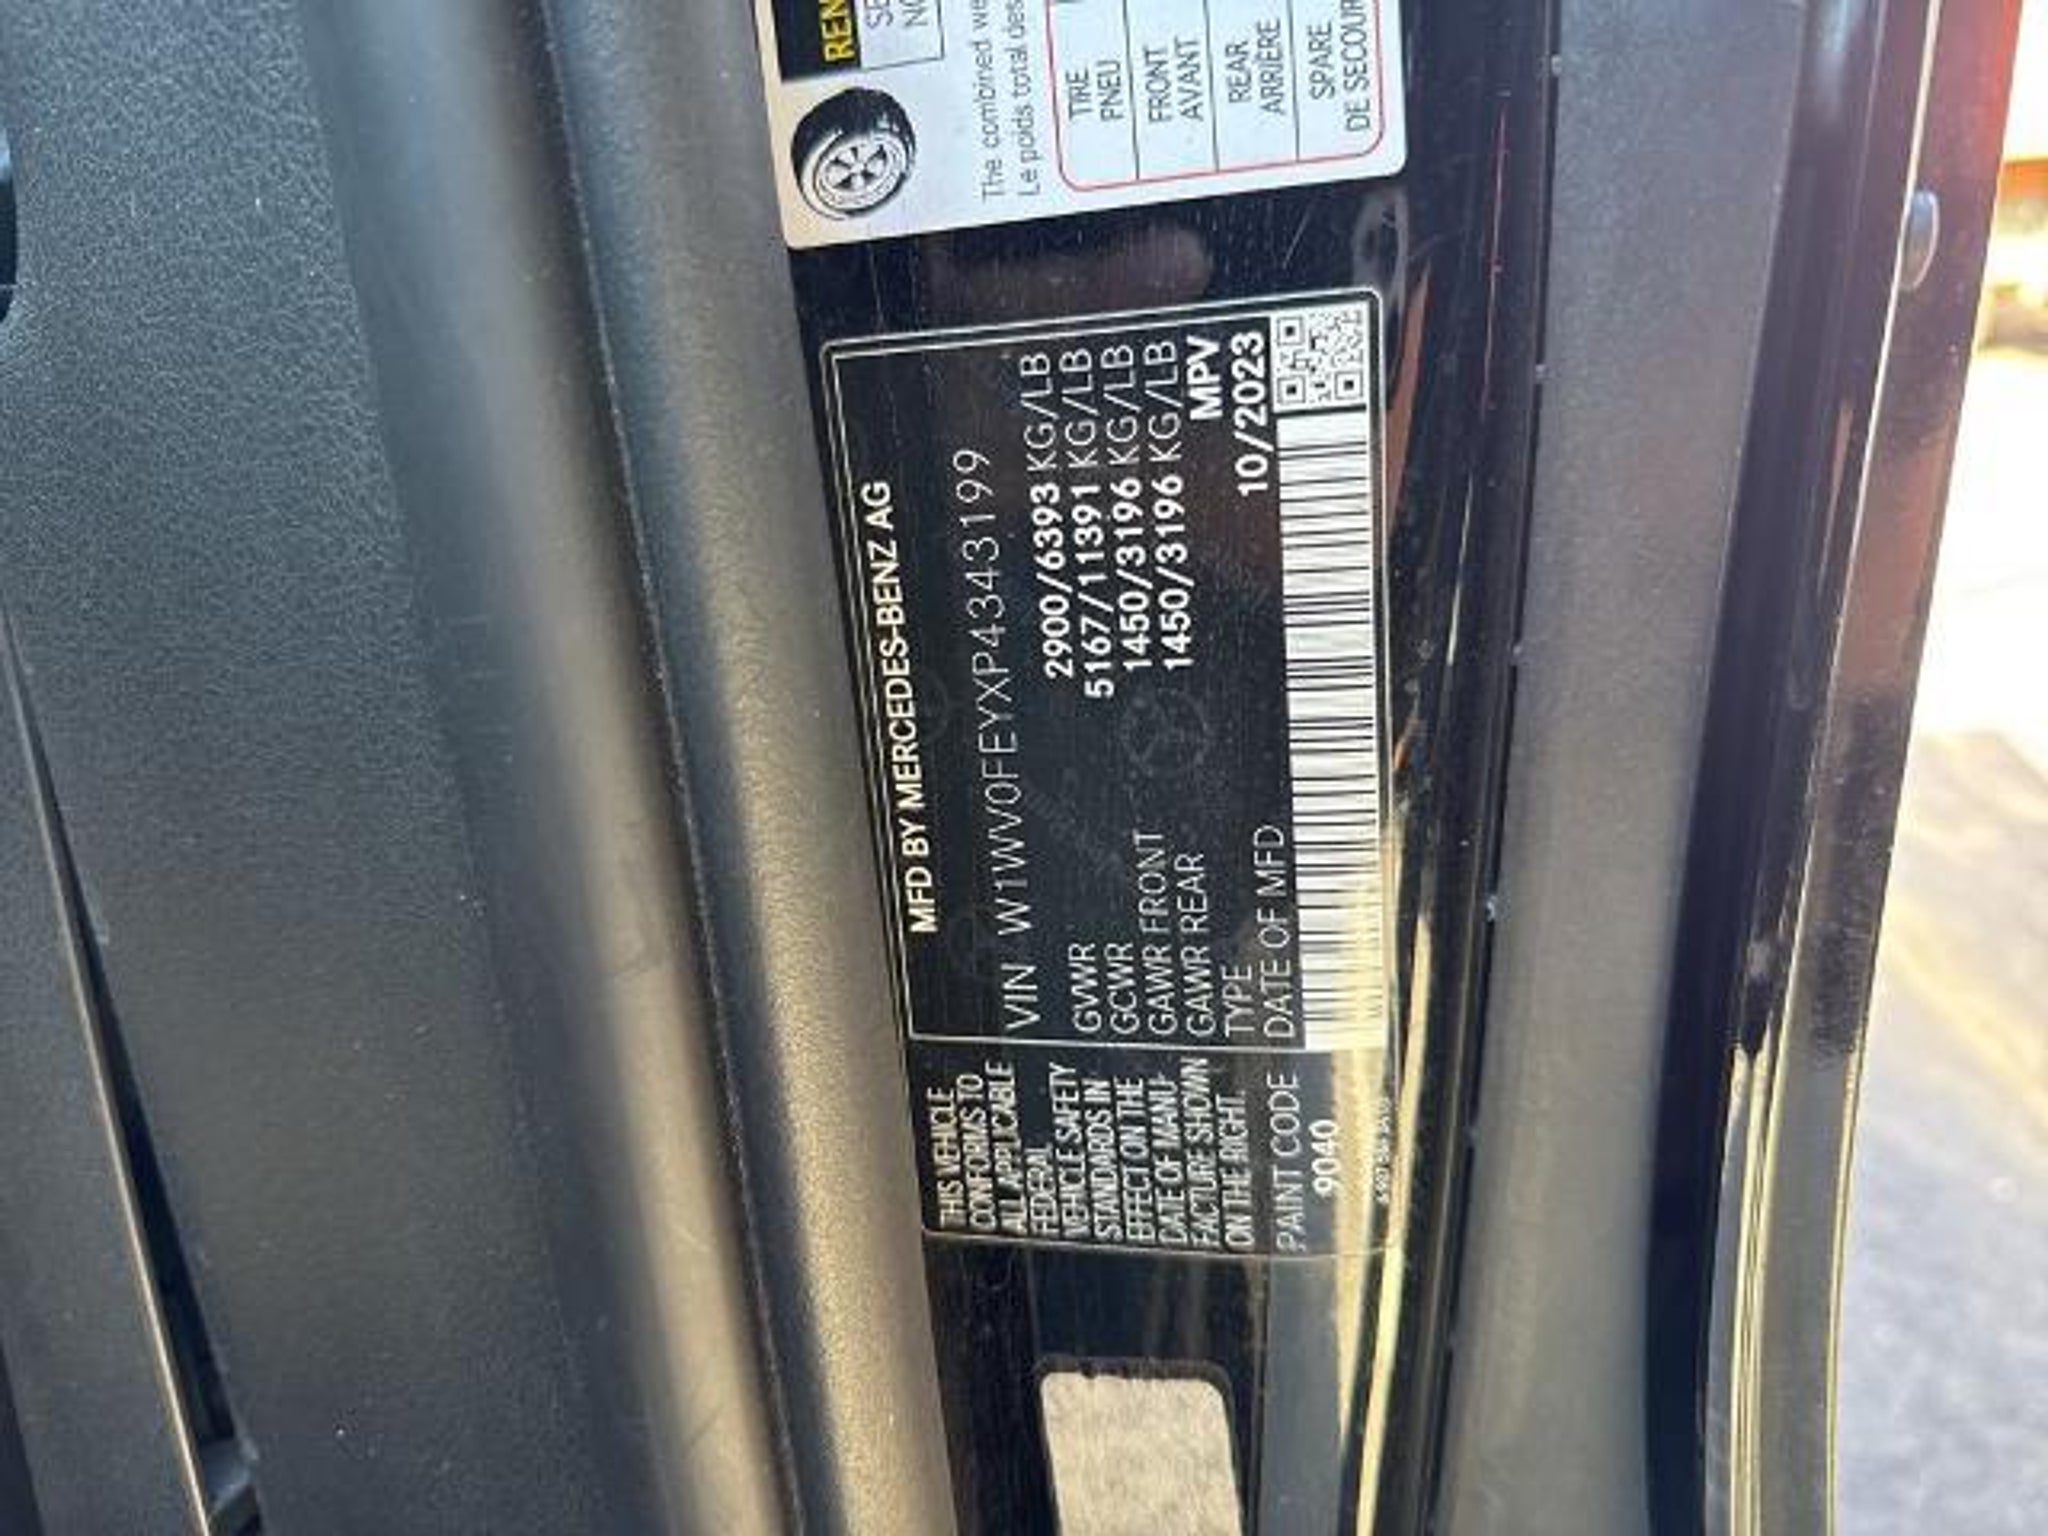 MFD BY MERCEDES-BENZ AG
VIN W1WV0FEYXP4343199
GVWR 2900/6393 KG/LB
GCWR 5167/11391 KG/LB
GAWR FRONT 1450/3196 KG/LB
GAWR REAR 1450/3196 KG/LB
TYPE MPV
DATE OF MFD 10/2023
THIS VEHICLE
CONFORMS TO
ALL APPLICABLE
FEDERAL
VEHICLE SAFETY
STANDARDS IN
EFFECT ON THE
DATE OF MANU-
FACTURE SHOWN
ON THE RIGHT.
PAINT CODE
9040
The combined
Le poids total
TIRE
PNEU
FRONT
AVANT
REAR
ARRIÈRE
SPARE
DE SECOUR